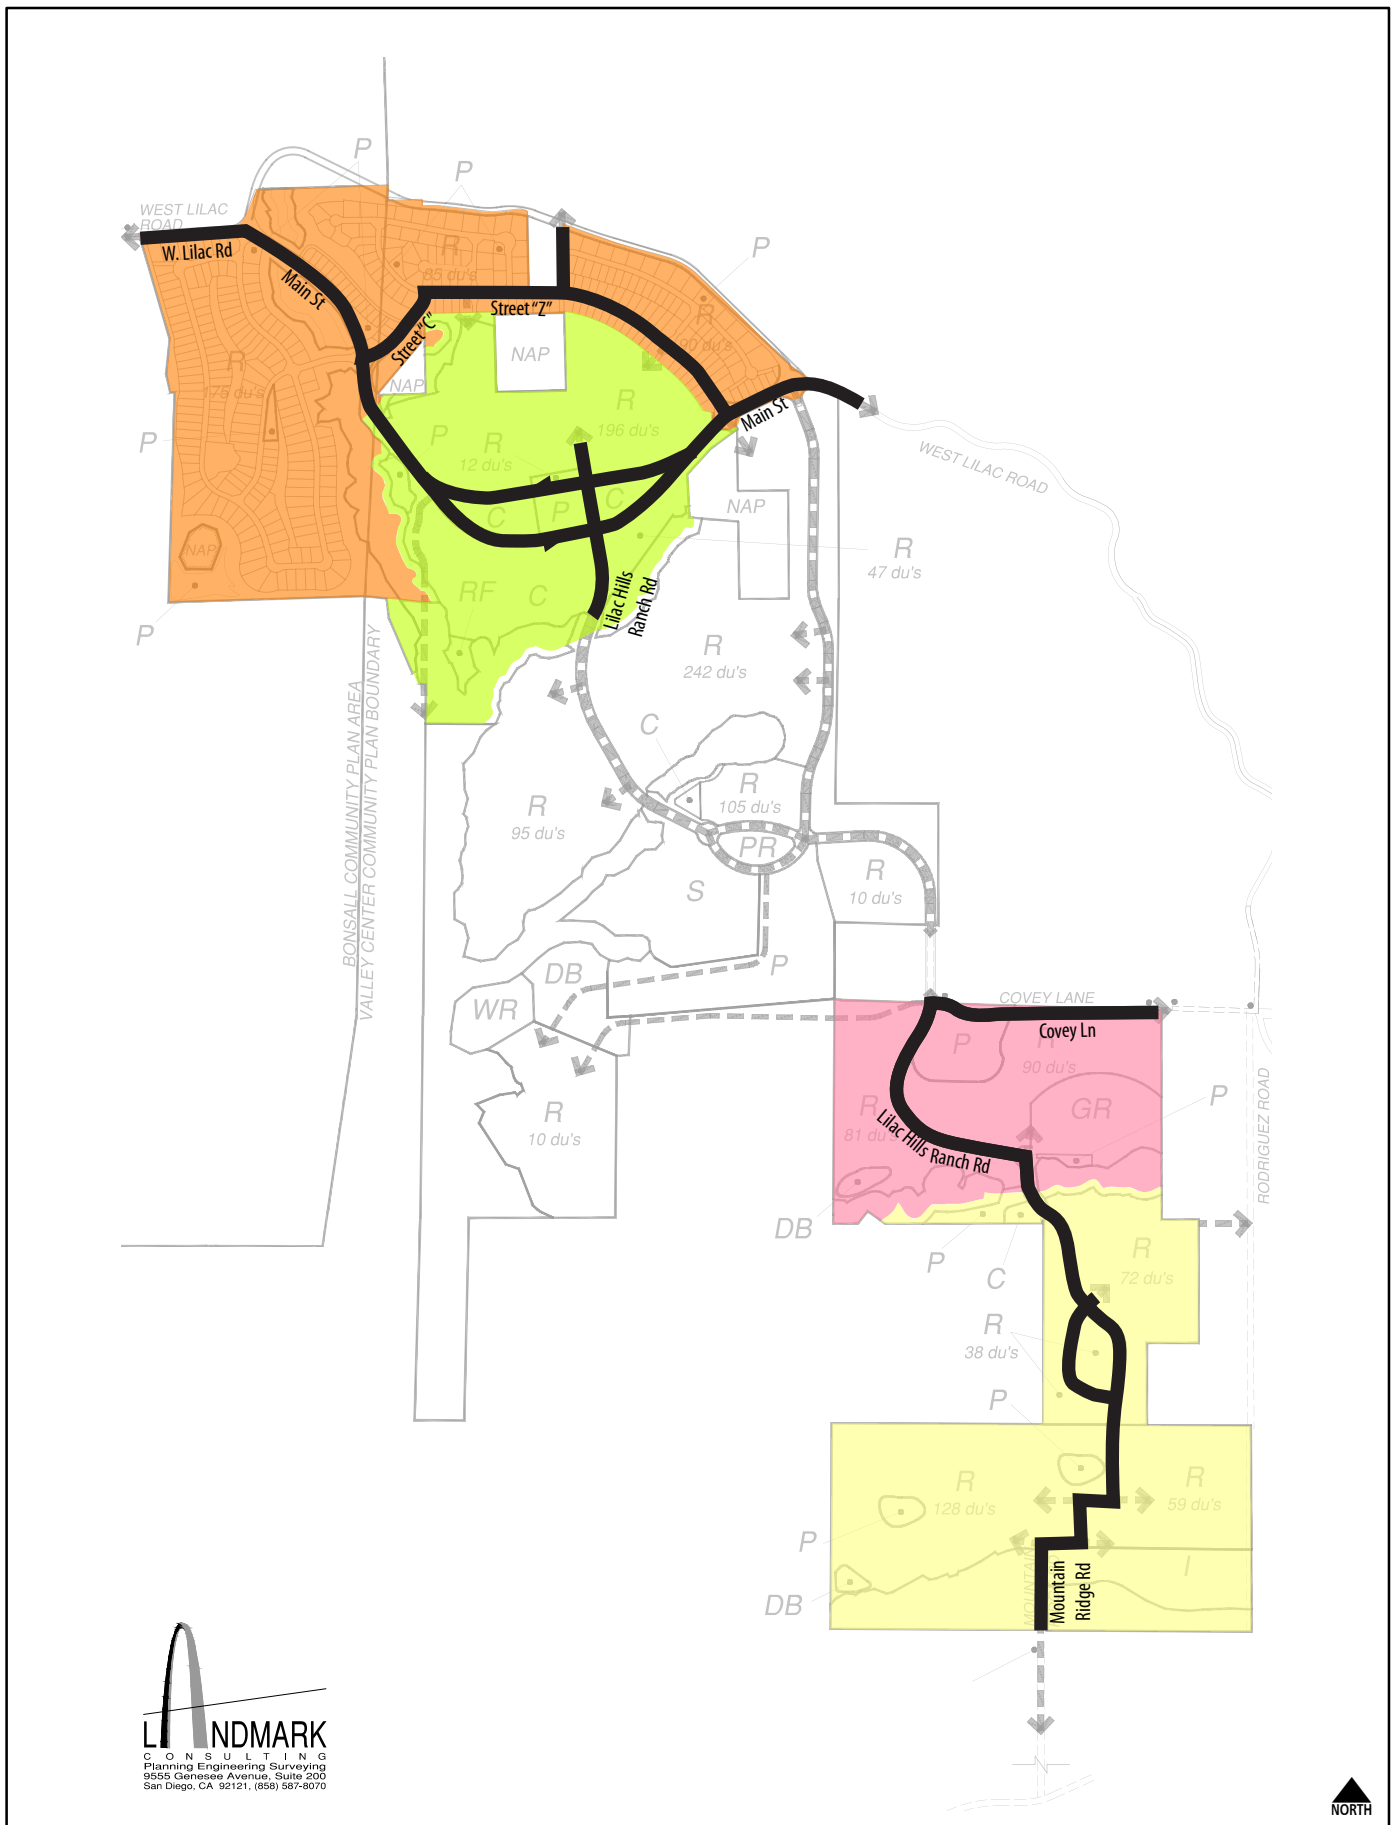 P
P
WEST LILAC
ROAD
W. Lilac Rd
R
85 du's
P
Main St
Street "C"
Street "Z"
R
90 du's
NAP
NAP
R
175 du's
Main St
P
P
R
196 du's
R
12 du's
WEST LILAC ROAD
C
P
C
NAP
NAP
R
47 du's
RF
C
Lilac Hills
Ranch Rd
P
R
242 du's
BONSALL COMMUNITY PLAN AREA
VALLEY CENTER COMMUNITY PLAN BOUNDARY
C
R
105 du's
R
95 du's
PR
R
10 du's
S
P
DB
WR
COVEY LANE
Covey Ln
P
R
90 du's
R
10 du's
R
81 du's
GR
P
Lilac Hills Ranch Rd
RODRIGUEZ ROAD
DB
P
C
R
72 du's
R
38 du's
P
R
128 du's
R
59 du's
P
DB
I
MOUNTAIN
Mountain
Ridge Rd
LANDMARK
CONSULTING
Planning Engineering Surveying
9555 Genesee Avenue, Suite 200
San Diego, CA 92121, (858) 587-8070
NORTH